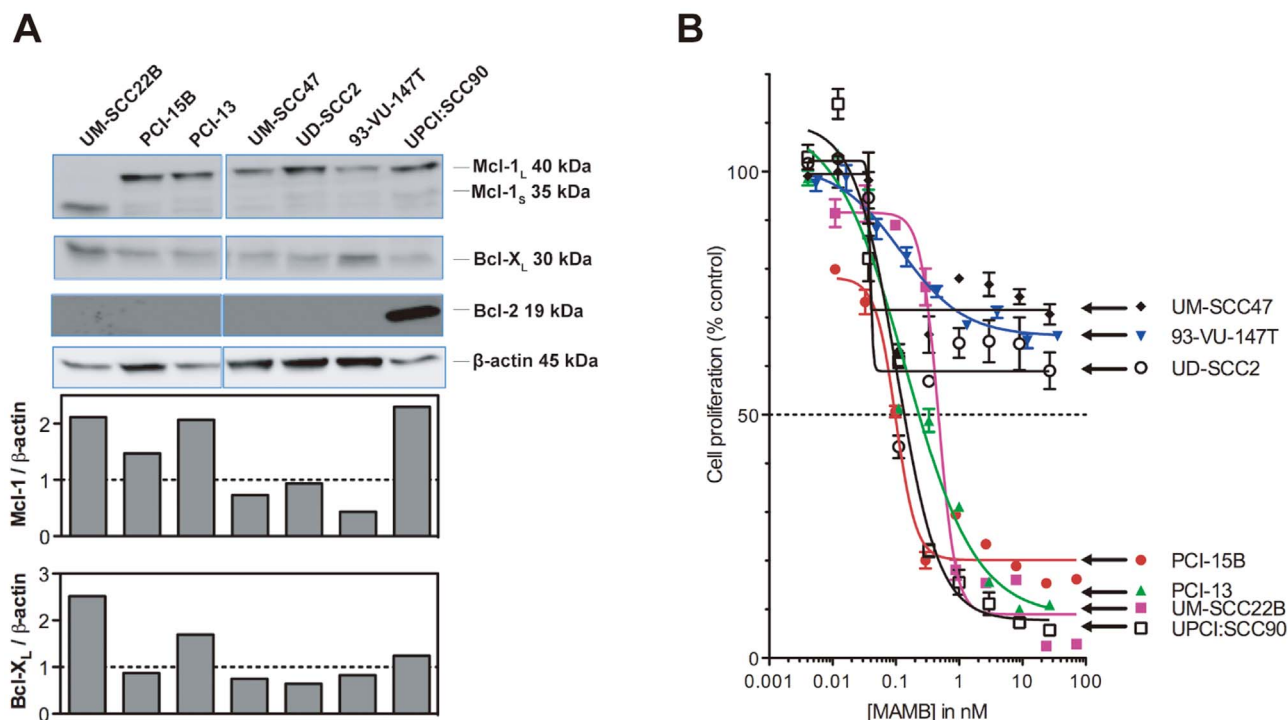 A
UM-SCC22B
PCI-15B
PCI-13
UM-SCC47
UD-SCC2
93-VU-147T
UPCI:SCC90
Mcl-1L 40 kDa
Mcl-1S 35 kDa
Bcl-XL 30 kDa
Bcl-2 19 kDa
β-actin 45 kDa
Mcl-1 / β-actin
2
1
0
Bcl-XL / β-actin
3
2
1
0
B
Cell proliferation (% control)
100
50
0
0.001
0.01
0.1
1
10
100
[MAMB] in nM
UM-SCC47
93-VU-147T
UD-SCC2
PCI-15B
PCI-13
UM-SCC22B
UPCI:SCC90